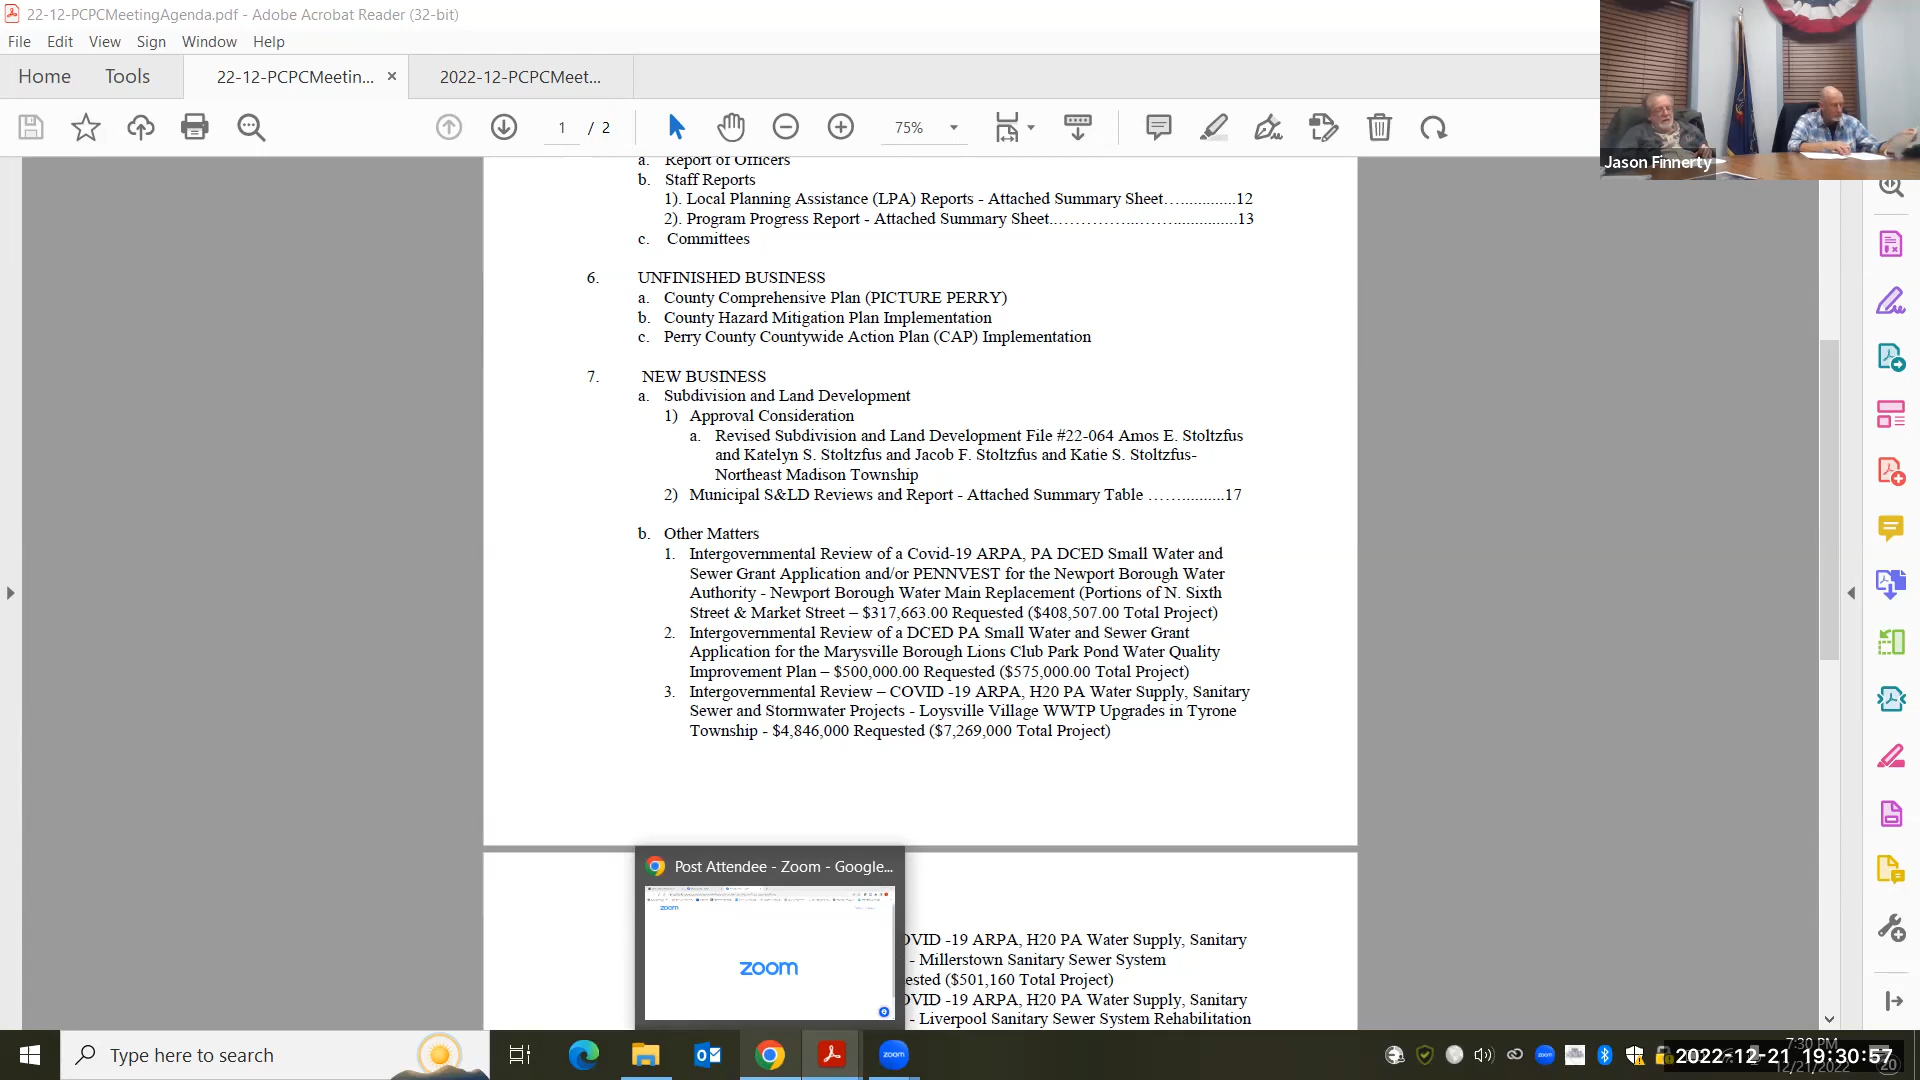 22-12-PCPCMeetingAgenda.pdf - Adobe Acrobat Reader (32-bit)
File Edit View Sign Window Help
Home Tools 22-12-PCPCMeetin... × 2022-12-PCPCMeet...
1 / 2 75%
Jason Finnerty
a. Report of Officers
b. Staff Reports
1). Local Planning Assistance (LPA) Reports - Attached Summary Sheet…............12
2). Program Progress Report - Attached Summary Sheet..…………...……...............13
c. Committees
6. UNFINISHED BUSINESS
a. County Comprehensive Plan (PICTURE PERRY)
b. County Hazard Mitigation Plan Implementation
c. Perry County Countywide Action Plan (CAP) Implementation
7. NEW BUSINESS
a. Subdivision and Land Development
1) Approval Consideration
a. Revised Subdivision and Land Development File #22-064 Amos E. Stoltzfus
and Katelyn S. Stoltzfus and Jacob F. Stoltzfus and Katie S. Stoltzfus-
Northeast Madison Township
2) Municipal S&LD Reviews and Report - Attached Summary Table ……..........17
b. Other Matters
1. Intergovernmental Review of a Covid-19 ARPA, PA DCED Small Water and
Sewer Grant Application and/or PENNVEST for the Newport Borough Water
Authority - Newport Borough Water Main Replacement (Portions of N. Sixth
Street & Market Street – $317,663.00 Requested ($408,507.00 Total Project)
2. Intergovernmental Review of a DCED PA Small Water and Sewer Grant
Application for the Marysville Borough Lions Club Park Pond Water Quality
Improvement Plan – $500,000.00 Requested ($575,000.00 Total Project)
3. Intergovernmental Review – COVID -19 ARPA, H20 PA Water Supply, Sanitary
Sewer and Stormwater Projects - Loysville Village WWTP Upgrades in Tyrone
Township - $4,846,000 Requested ($7,269,000 Total Project)
Post Attendee - Zoom - Google...
zoom
zoom
OVID -19 ARPA, H20 PA Water Supply, Sanitary
- Millerstown Sanitary Sewer System
ested ($501,160 Total Project)
OVID -19 ARPA, H20 PA Water Supply, Sanitary
- Liverpool Sanitary Sewer System Rehabilitation
Type here to search
zoom
7:30 PM
2022-12-21 19:30:57
12/21/2022
20